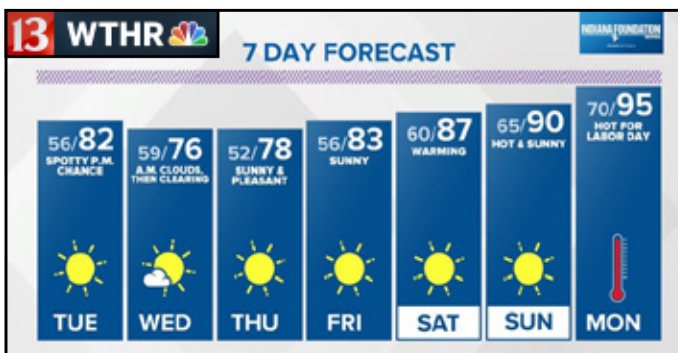 13 WTHR
7 DAY FORECAST
INDIANA FOUNDATION
56/82
SPOTTY P.M.
CHANCE
TUE
59/76
A.M. CLOUDS,
THEN CLEARING
WED
52/78
SUNNY &
PLEASANT
THU
56/83
SUNNY
FRI
60/87
WARMING
SAT
65/90
HOT & SUNNY
SUN
70/95
HOT FOR
LABOR DAY
MON